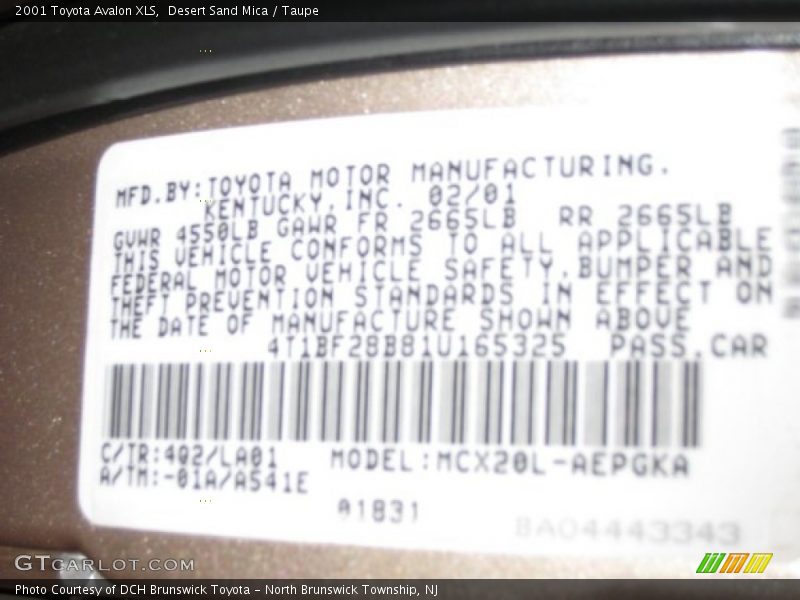 2001 Toyota Avalon XLS,  Desert Sand Mica / Taupe
MFD.BY:TOYOTA MOTOR MANUFACTURING.
KENTUCKY,INC. 02/01
GVWR 4550LB GAWR FR 2665LB RR 2665LB
THIS VEHICLE CONFORMS TO ALL APPLICABLE
FEDERAL MOTOR VEHICLE SAFETY.BUMPER AND
THEFT PREVENTION STANDARDS IN EFFECT ON
THE DATE OF MANUFACTURE SHOWN ABOVE
4T1BF28B81U165325 PASS.CAR
C/TR:4Q2/LA01 MODEL:MCX20L-AEPGKA
A/TM:-01A/A541E
01831
BA04443343
GTCARLOT.COM
Photo Courtesy of DCH Brunswick Toyota – North Brunswick Township, NJ